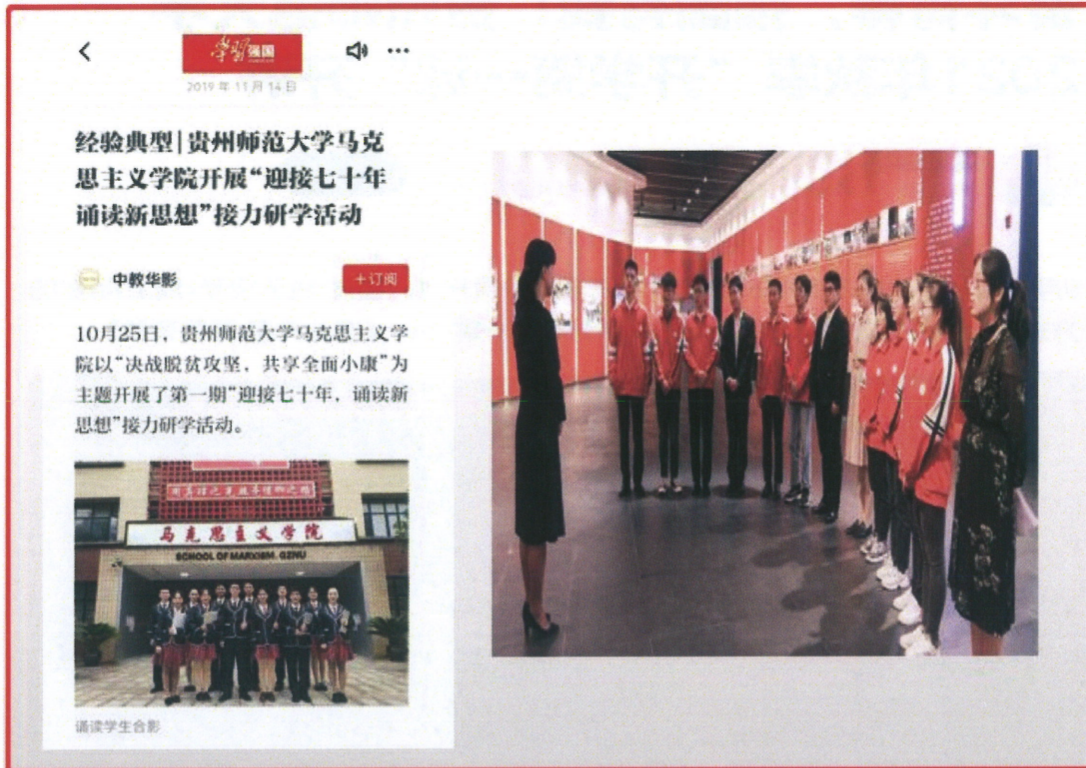 学习强国
2019年11月14日
经验典型|贵州师范大学马克
思主义学院开展“迎接七十年
诵读新思想”接力研学活动
中教华影
+订阅
10月25日，贵州师范大学马克思主义学
院以“决战脱贫攻坚，共享全面小康”为
主题开展了第一期“迎接七十年，诵读新
思想”接力研学活动。
马克思主义学院
SCHOOL OF MARXISM, GZNU
诵读学生合影